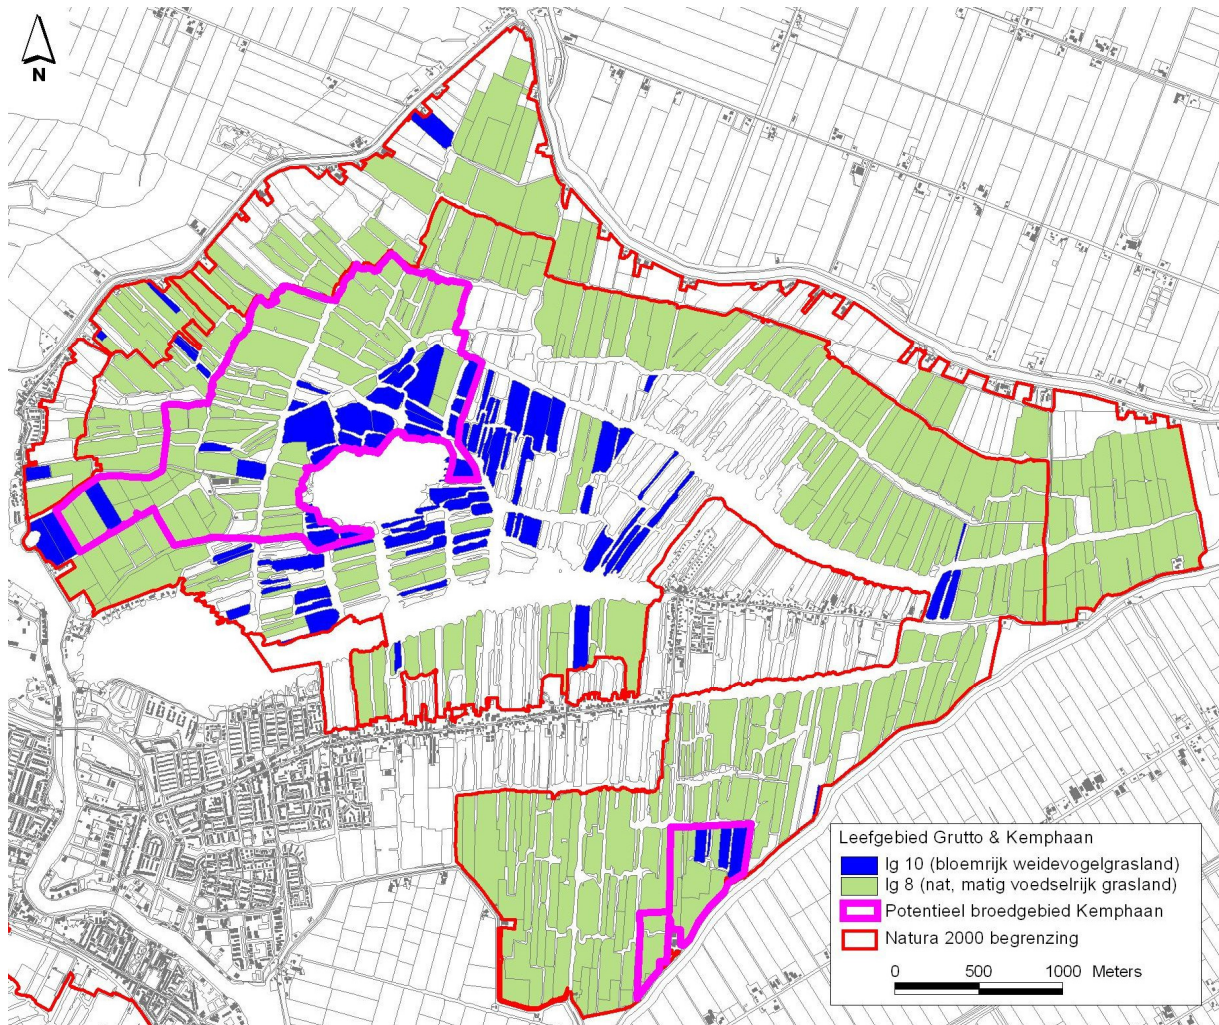 N
Leefgebied Grutto & Kemphaan
lg 10 (bloemrijk weidevogelgrasland)
lg 8 (nat, matig voedselrijk grasland)
Potentieel broedgebied Kemphaan
Natura 2000 begrenzing
0 500 1000 Meters